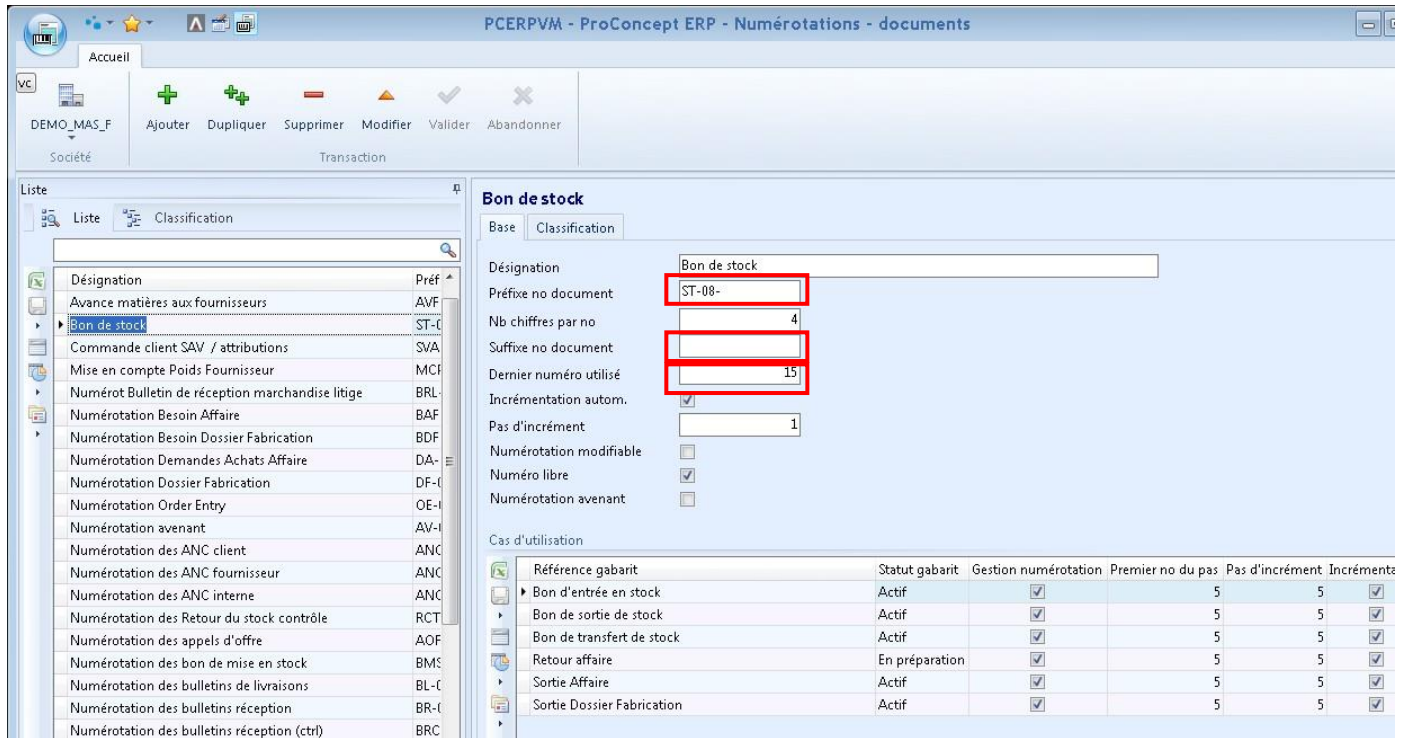 PCERPVM - ProConcept ERP - Numérotations - documents
Accueil
vc
DEMO_MAS_F Ajouter Dupliquer Supprimer Modifier Valider Abandonner
Société Transaction
Liste
Liste Classification
Désignation Préf
Avance matières aux fournisseurs AVF
Bon de stock ST-0
Commande client SAV / attributions SVA
Mise en compte Poids Fournisseur MCF
Numérot Bulletin de réception marchandise litige BRL-
Numérotation Besoin Affaire BAF
Numérotation Besoin Dossier Fabrication BDF
Numérotation Demandes Achats Affaire DA-
Numérotation Dossier Fabrication DF-0
Numérotation Order Entry OE-
Numérotation avenant AV-
Numérotation des ANC client ANC
Numérotation des ANC fournisseur ANC
Numérotation des ANC interne ANC
Numérotation des Retour du stock contrôle RCT
Numérotation des appels d'offre AOF
Numérotation des bon de mise en stock BMS
Numérotation des bulletins de livraisons BL-0
Numérotation des bulletins réception BR-0
Numérotation des bulletins réception (ctrl) BRC
Bon de stock
Base Classification
Désignation Bon de stock
Préfixe no document ST-08-
Nb chiffres par no 4
Suffixe no document
Dernier numéro utilisé 15
Incrémentation autom.
Pas d'incrément 1
Numérotation modifiable
Numéro libre
Numérotation avenant
Cas d'utilisation
Référence gabarit Statut gabarit Gestion numérotation Premier no du pas Pas d'incrément Incrémenta
Bon d'entrée en stock Actif 5 5
Bon de sortie de stock Actif 5 5
Bon de transfert de stock Actif 5 5
Retour affaire En préparation 5 5
Sortie Affaire Actif 5 5
Sortie Dossier Fabrication Actif 5 5